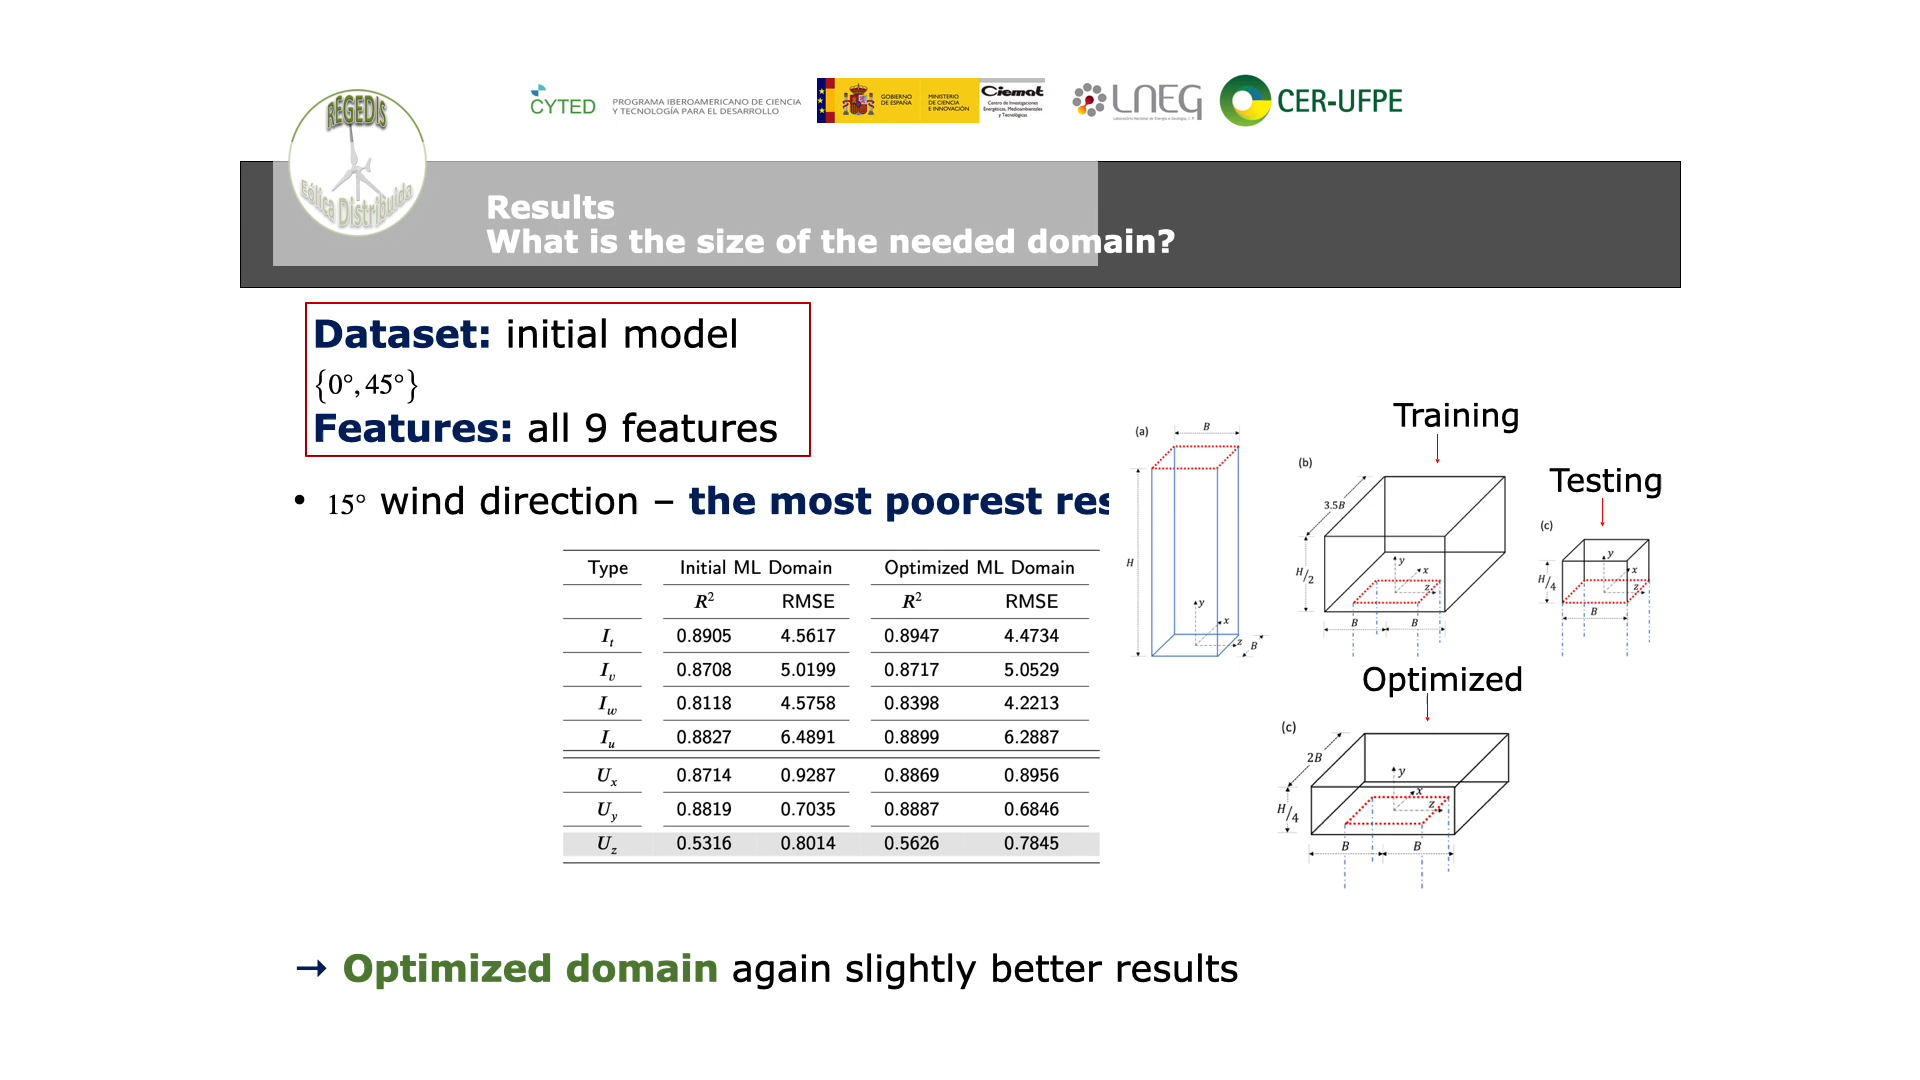 REGEDIS
Eólica Distribuida
CYTED
PROGRAMA IBEROAMERICANO DE CIENCIA
Y TECNOLOGÍA PARA EL DESARROLLO
GOBIERNO
DE ESPAÑA
MINISTERIO
DE CIENCIA
E INNOVACIÓN
Ciemat
Centro de Investigaciones
Energéticas, Medioambientales
y Tecnológicas
LNEG
Laboratório Nacional de Energia e Geologia, I. P.
CER-UFPE
Results
What is the size of the needed domain?
Dataset: initial model
{0°, 45°}
Features: all 9 features
• 15° wind direction – the most poorest res
Type Initial ML Domain Optimized ML Domain
R² RMSE R² RMSE
I_t 0.8905 4.5617 0.8947 4.4734
I_v 0.8708 5.0199 0.8717 5.0529
I_w 0.8118 4.5758 0.8398 4.2213
I_u 0.8827 6.4891 0.8899 6.2887
U_x 0.8714 0.9287 0.8869 0.8956
U_y 0.8819 0.7035 0.8887 0.6846
U_z 0.5316 0.8014 0.5626 0.7845
(a)
B
H
y
x
z
B
Training
(b)
3.5B
H/2
y
x
z
B B
Testing
(c)
H/4
y
x
z
B
Optimized
(c)
2B
H/4
y
x
z
B B
→ Optimized domain again slightly better results